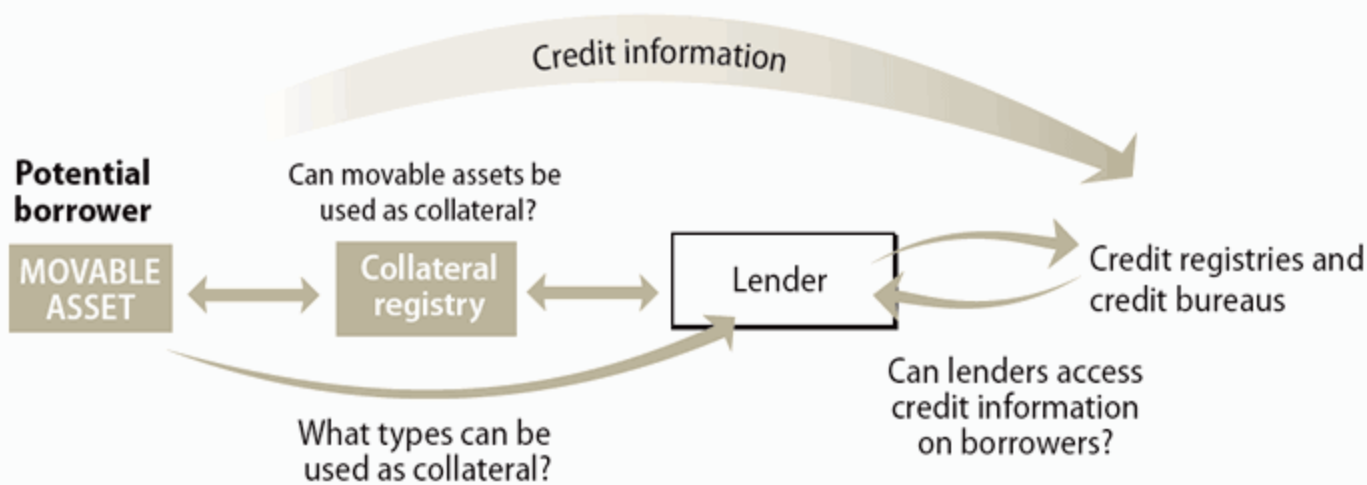 Credit information
Potential
borrower
MOVABLE
ASSET
Can movable assets be
used as collateral?
Collateral
registry
Lender
Credit registries and
credit bureaus
What types can be
used as collateral?
Can lenders access
credit information
on borrowers?